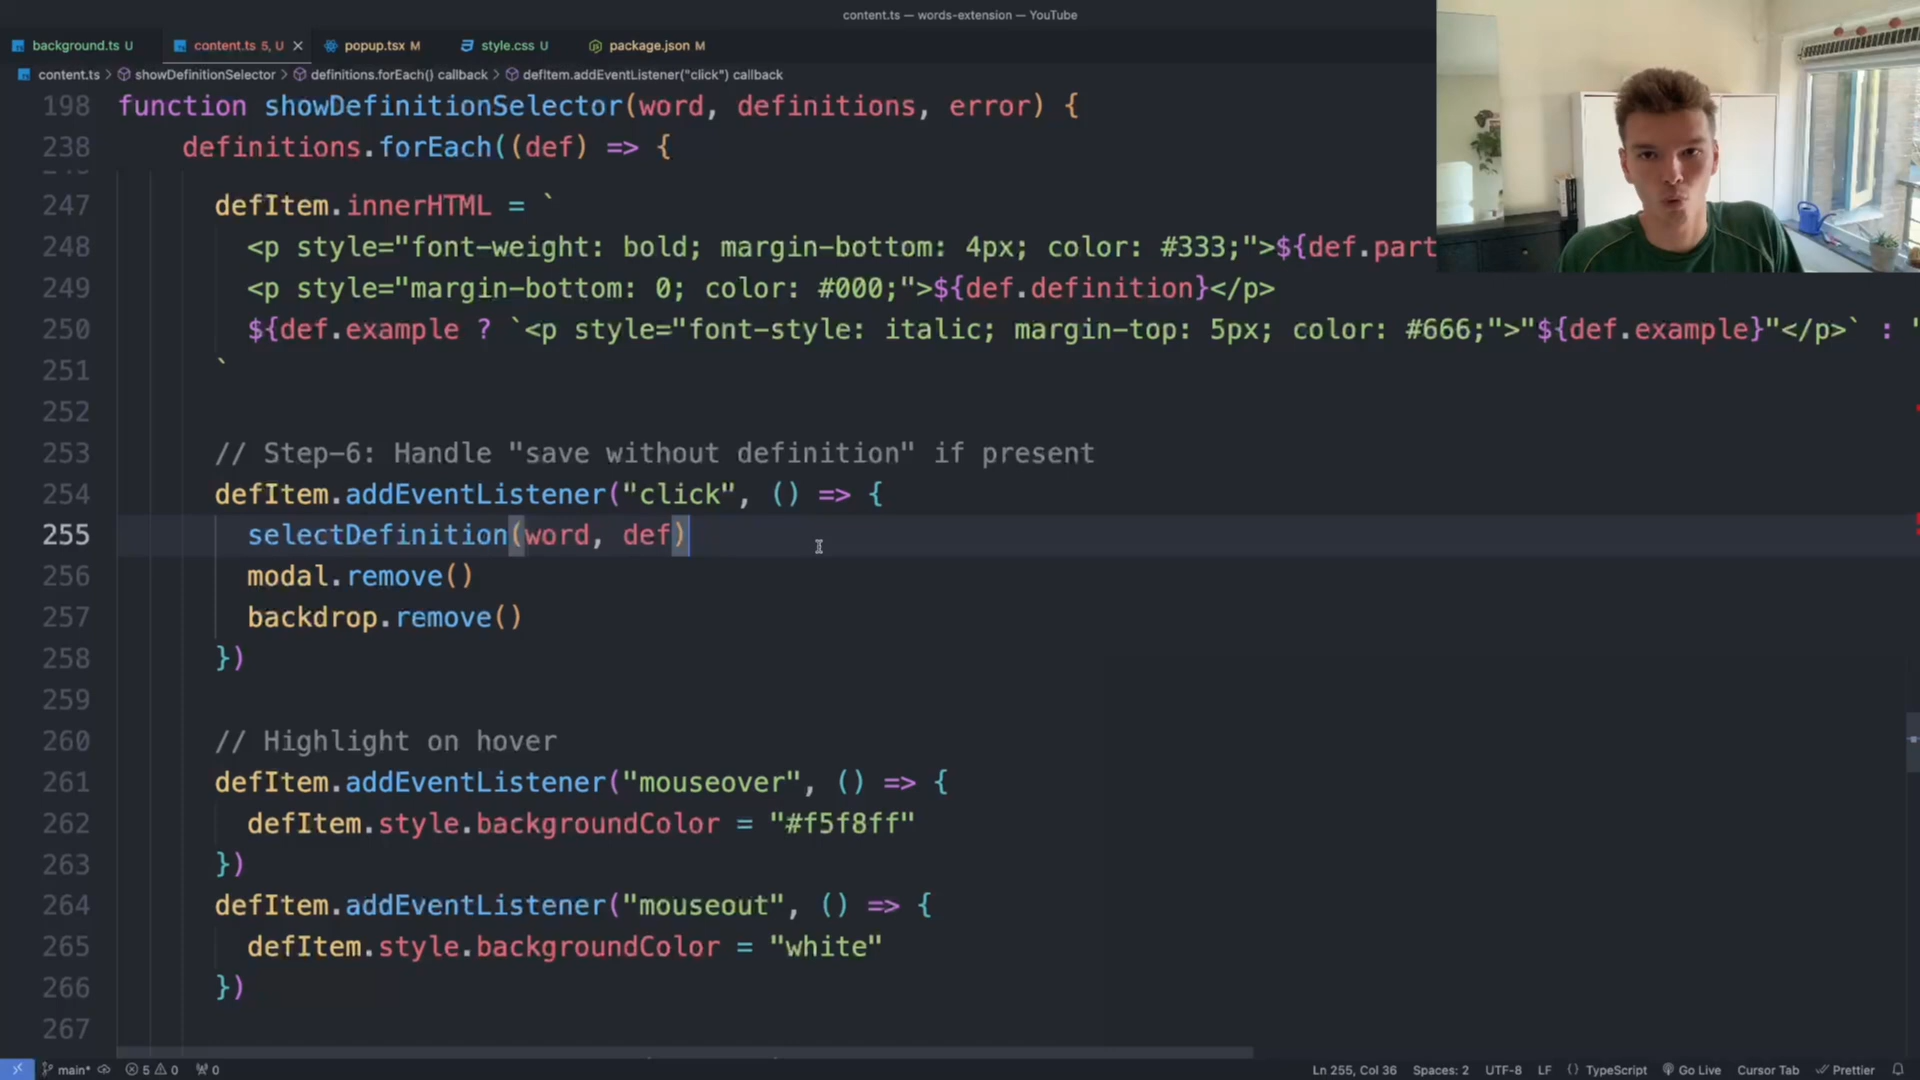 content.ts — words-extension — YouTube
background.ts U
content.ts 5, U
popup.tsx M
style.css U
package.json M
content.ts > showDefinitionSelector > definitions.forEach() callback > defItem.addEventListener("click") callback
198 function showDefinitionSelector(word, definitions, error) {
238 definitions.forEach((def) => {
247 defItem.innerHTML = `
248 <p style="font-weight: bold; margin-bottom: 4px; color: #333;">${def.part
249 <p style="margin-bottom: 0; color: #000;">${def.definition}</p>
250 ${def.example ? `<p style="font-style: italic; margin-top: 5px; color: #666;">"${def.example}"</p>` : "
251 `
252
253 // Step-6: Handle "save without definition" if present
254 defItem.addEventListener("click", () => {
255 selectDefinition(word, def)
256 modal.remove()
257 backdrop.remove()
258 })
259
260 // Highlight on hover
261 defItem.addEventListener("mouseover", () => {
262 defItem.style.backgroundColor = "#f5f8ff"
263 })
264 defItem.addEventListener("mouseout", () => {
265 defItem.style.backgroundColor = "white"
266 })
267
main* 5 0 0 Ln 255, Col 36 Spaces: 2 UTF-8 LF {} TypeScript Go Live Cursor Tab Prettier